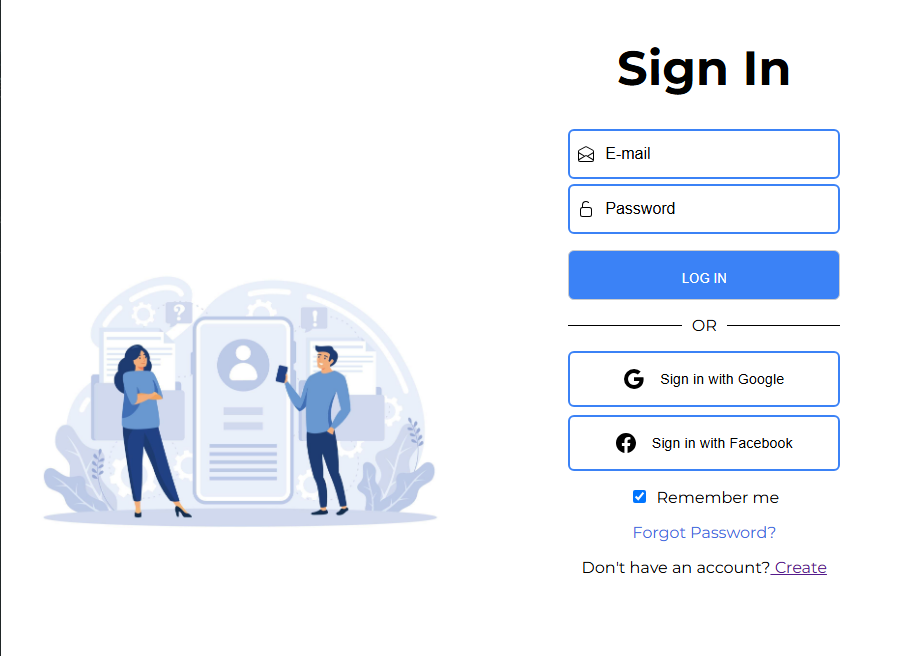 Sign In
E-mail
Password
LOG IN
OR
Sign in with Google
Sign in with Facebook
Remember me
Forgot Password?
Don't have an account? Create
? !